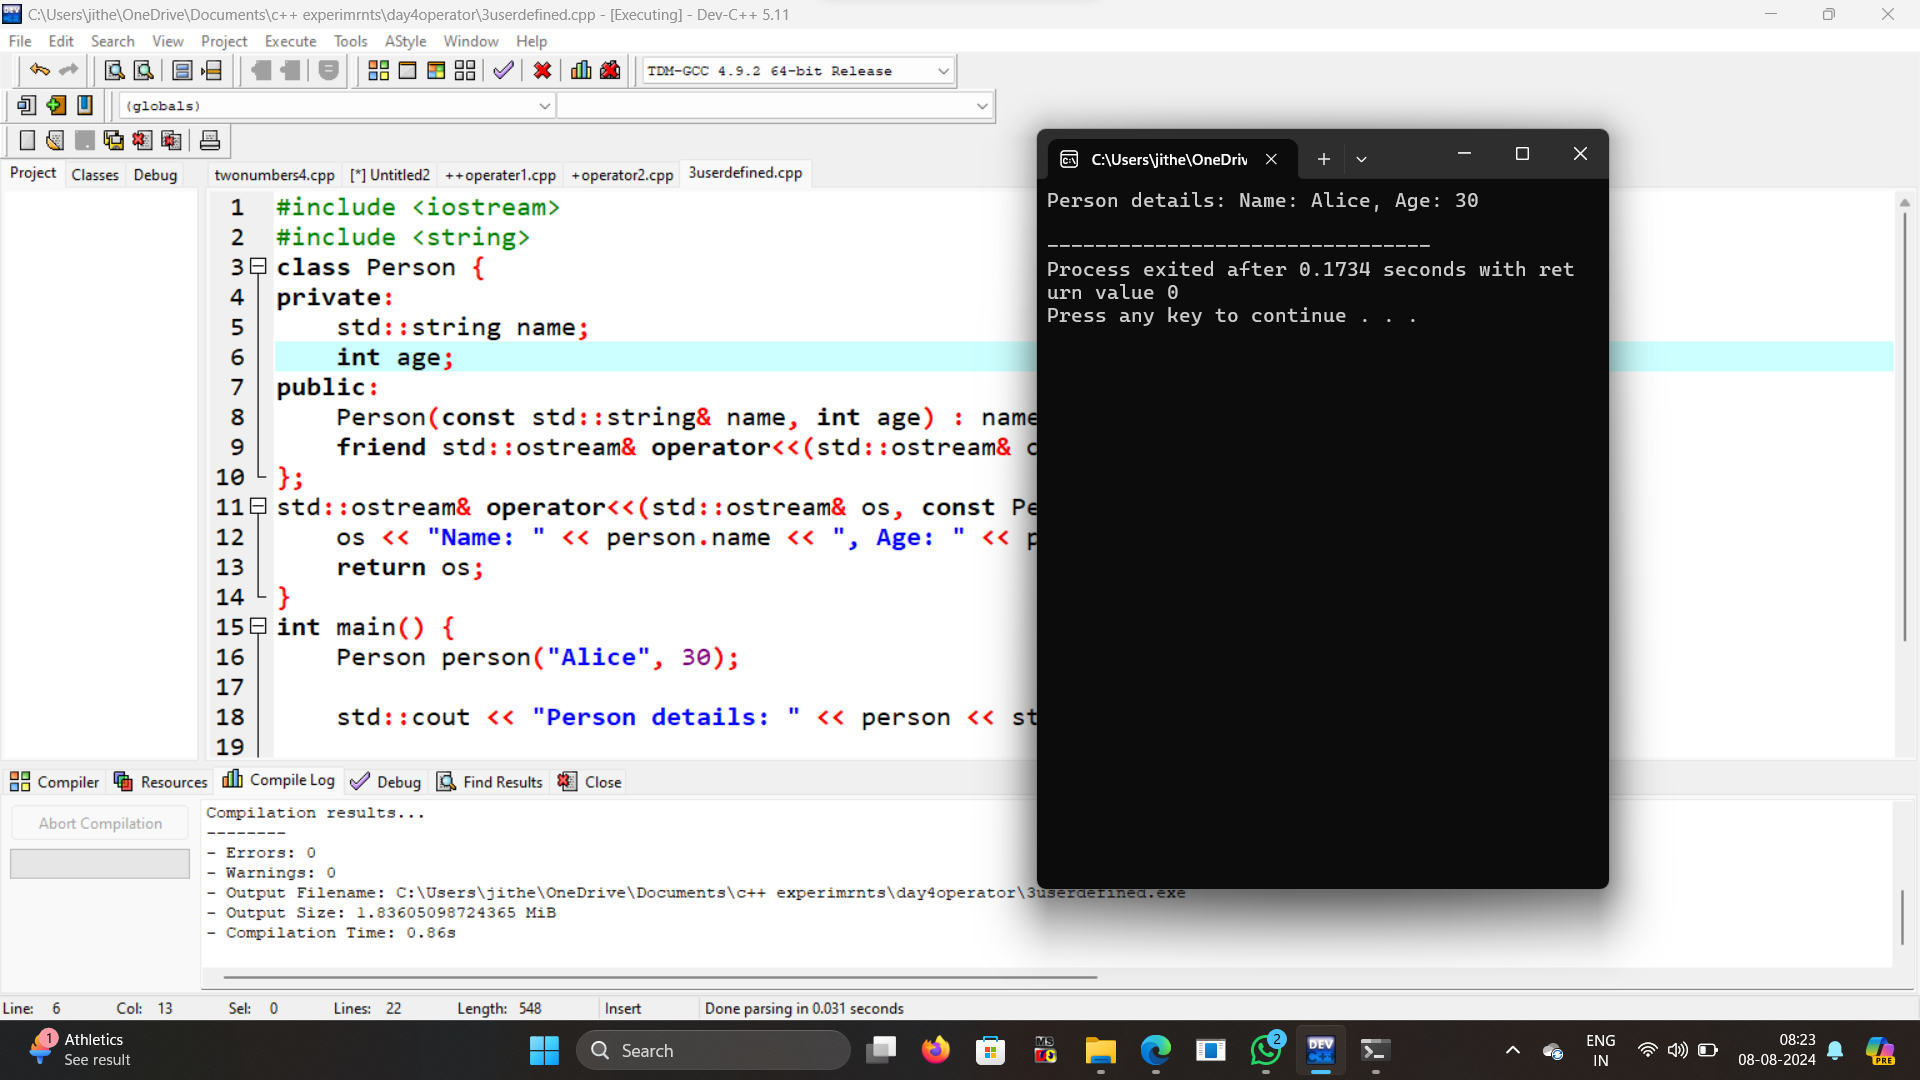 C:\Users\jithe\OneDrive\Documents\c++ experimrnts\day4operator\3userdefined.cpp - [Executing] - Dev-C++ 5.11
File Edit Search View Project Execute Tools AStyle Window Help
TDM-GCC 4.9.2 64-bit Release
(globals)
Project Classes Debug
twonumbers4.cpp [*] Untitled2 ++operater1.cpp +operator2.cpp 3userdefined.cpp
1 #include <iostream>
2 #include <string>
3 class Person {
4 private:
5 std::string name;
6 int age;
7 public:
8 Person(const std::string& name, int age) : name
9 friend std::ostream& operator<<(std::ostream& o
10 };
11 std::ostream& operator<<(std::ostream& os, const Pe
12 os << "Name: " << person.name << ", Age: " << p
13 return os;
14 }
15 int main() {
16 Person person("Alice", 30);
17
18 std::cout << "Person details: " << person << st
19
C:\Users\jithe\OneDriv
Person details: Name: Alice, Age: 30
--------------------------------
Process exited after 0.1734 seconds with ret
urn value 0
Press any key to continue . . .
Compiler Resources Compile Log Debug Find Results Close
Abort Compilation
Compilation results...
--------
- Errors: 0
- Warnings: 0
- Output Filename: C:\Users\jithe\OneDrive\Documents\c++ experimrnts\day4operator\3userdefined.exe
- Output Size: 1.83605098724365 MiB
- Compilation Time: 0.86s
Line: 6 Col: 13 Sel: 0 Lines: 22 Length: 548 Insert Done parsing in 0.031 seconds
1
Athletics
See result
Search
MS
DEV
C++
2
ENG
IN
08:23
08-08-2024
PRE